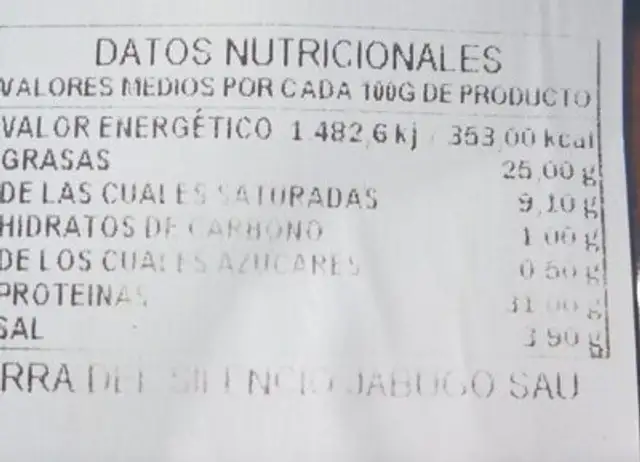 DATOS NUTRICIONALES
VALORES MEDIOS POR CADA 100G DE PRODUCTO
VALOR ENERGÉTICO 1.482,6 kj / 353,00 kcal
GRASAS 25,00 g
DE LAS CUALES SATURADAS 9,10 g
HIDRATOS DE CARBONO 1,00 g
DE LOS CUALES AZUCARES 0,50 g
PROTEINAS 31,00 g
SAL 3,90 g
RRA DEL SILENCIO JABUGO SAU